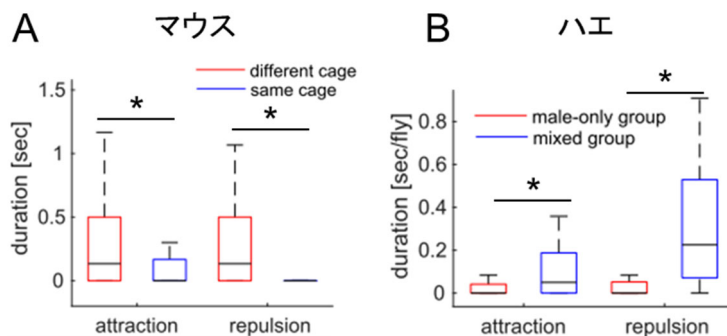 A
マウス
different cage
same cage
duration [sec]
1.5
1
0.5
0
*
*
attraction
repulsion
B
ハエ
male-only group
mixed group
duration [sec/fly]
0.8
0.6
0.4
0.2
0
*
*
attraction
repulsion